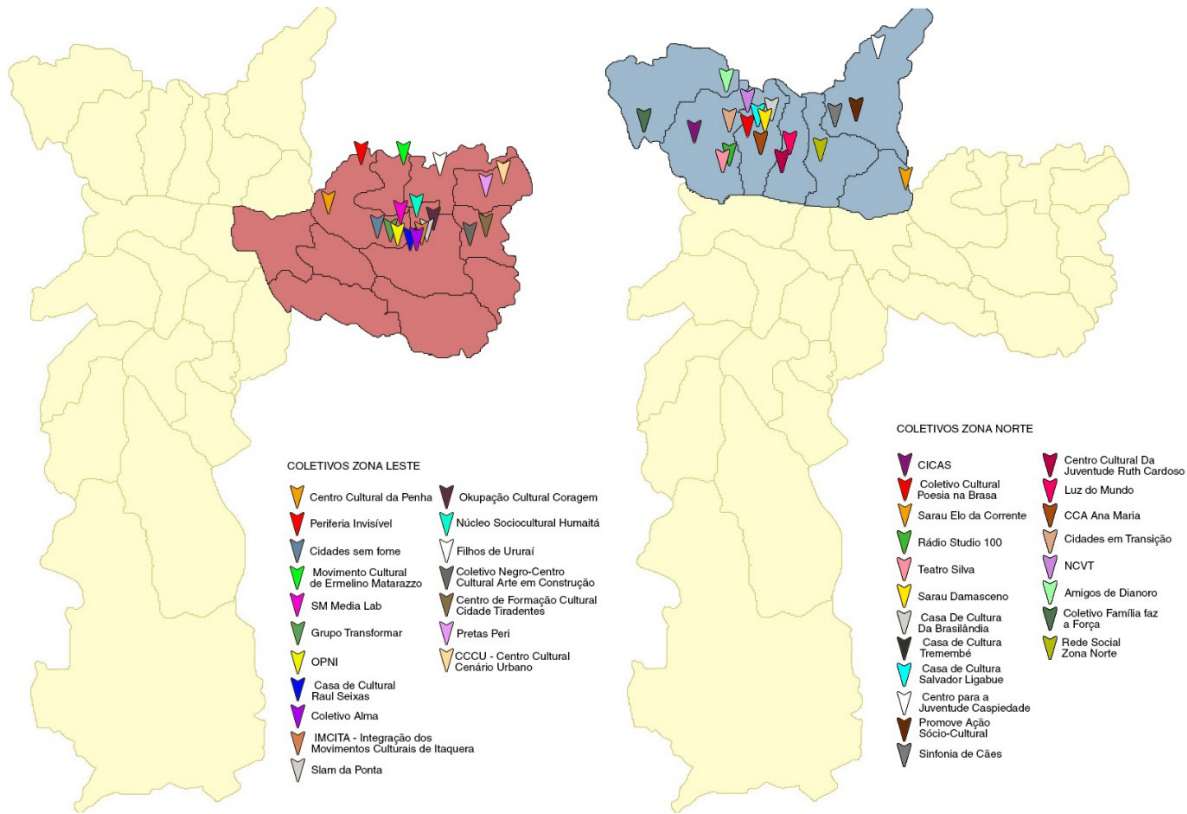 COLETIVOS ZONA LESTE
Centro Cultural da Penha
Periferia Invisível
Cidades sem fome
Movimento Cultural
de Ermelino Matarazzo
SM Media Lab
Grupo Transformar
OPNI
Casa de Cultural
Raul Seixas
Coletivo Alma
IMCITA - Integração dos
Movimentos Culturais de Itaquera
Slam da Ponta
Okupação Cultural Coragem
Núcleo Sociocultural Humaitá
Filhos de Ururaí
Coletivo Negro-Centro
Cultural Arte em Construção
Centro de Formação Cultural
Cidade Tiradentes
Pretas Peri
CCCU - Centro Cultural
Cenário Urbano
COLETIVOS ZONA NORTE
CICAS
Coletivo Cultural
Poesia na Brasa
Sarau Elo da Corrente
Rádio Studio 100
Teatro Silva
Sarau Damasceno
Casa De Cultura
Da Brasilândia
Casa de Cultura
Tremembé
Casa de Cultura
Salvador Ligabue
Centro para a
Juventude Caspiedade
Promove Ação
Sócio-Cultural
Sinfonia de Cães
Centro Cultural Da
Juventude Ruth Cardoso
Luz do Mundo
CCA Ana Maria
Cidades em Transição
NCVT
Amigos de Dianoro
Coletivo Família faz
a Força
Rede Social
Zona Norte